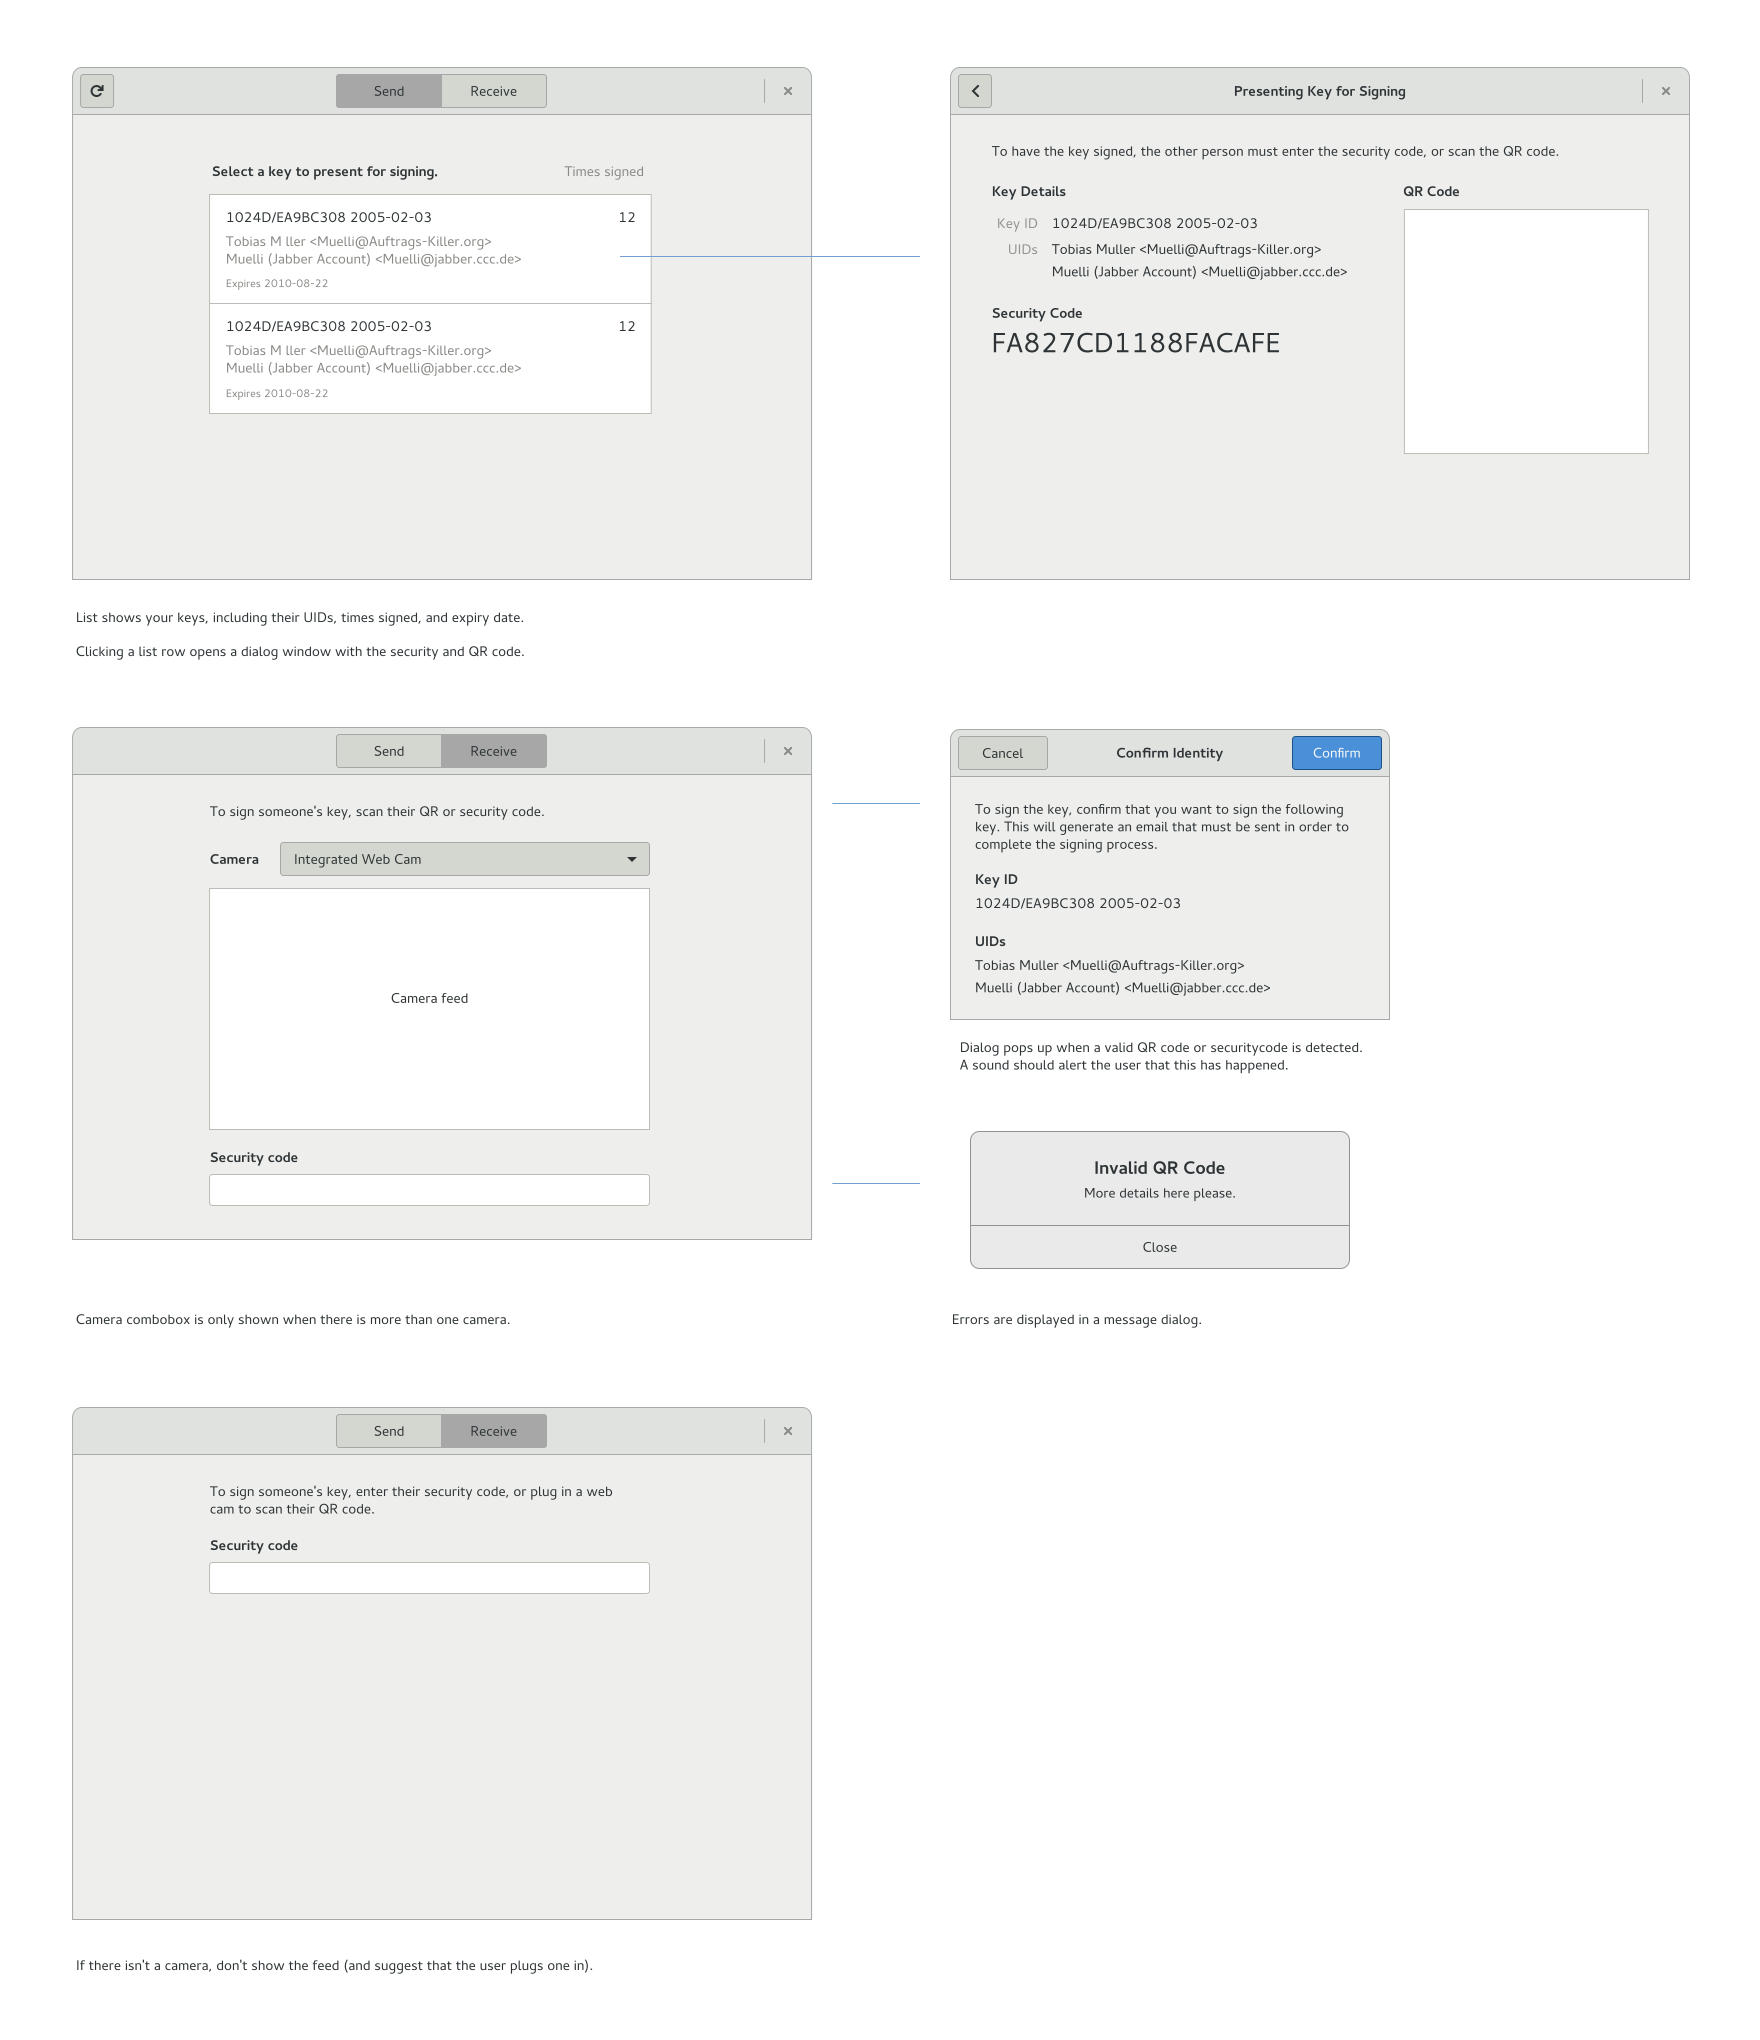 Send Receive
Select a key to present for signing. Times signed
1024D/EA9BC308 2005-02-03 12
Tobias M ller <Muelli@Auftrags-Killer.org>
Muelli (Jabber Account) <Muelli@jabber.ccc.de>
Expires 2010-08-22
1024D/EA9BC308 2005-02-03 12
Tobias M ller <Muelli@Auftrags-Killer.org>
Muelli (Jabber Account) <Muelli@jabber.ccc.de>
Expires 2010-08-22
List shows your keys, including their UIDs, times signed, and expiry date.
Clicking a list row opens a dialog window with the security and QR code.
Presenting Key for Signing
To have the key signed, the other person must enter the security code, or scan the QR code.
Key Details
Key ID 1024D/EA9BC308 2005-02-03
UIDs Tobias Muller <Muelli@Auftrags-Killer.org>
Muelli (Jabber Account) <Muelli@jabber.ccc.de>
Security Code
FA827CD1188FACAFE
QR Code
Send Receive
To sign someone's key, scan their QR or security code.
Camera Integrated Web Cam
Camera feed
Security code
Camera combobox is only shown when there is more than one camera.
Cancel Confirm Identity Confirm
To sign the key, confirm that you want to sign the following
key. This will generate an email that must be sent in order to
complete the signing process.
Key ID
1024D/EA9BC308 2005-02-03
UIDs
Tobias Muller <Muelli@Auftrags-Killer.org>
Muelli (Jabber Account) <Muelli@jabber.ccc.de>
Dialog pops up when a valid QR code or securitycode is detected.
A sound should alert the user that this has happened.
Invalid QR Code
More details here please.
Close
Errors are displayed in a message dialog.
Send Receive
To sign someone's key, enter their security code, or plug in a web
cam to scan their QR code.
Security code
If there isn't a camera, don't show the feed (and suggest that the user plugs one in).